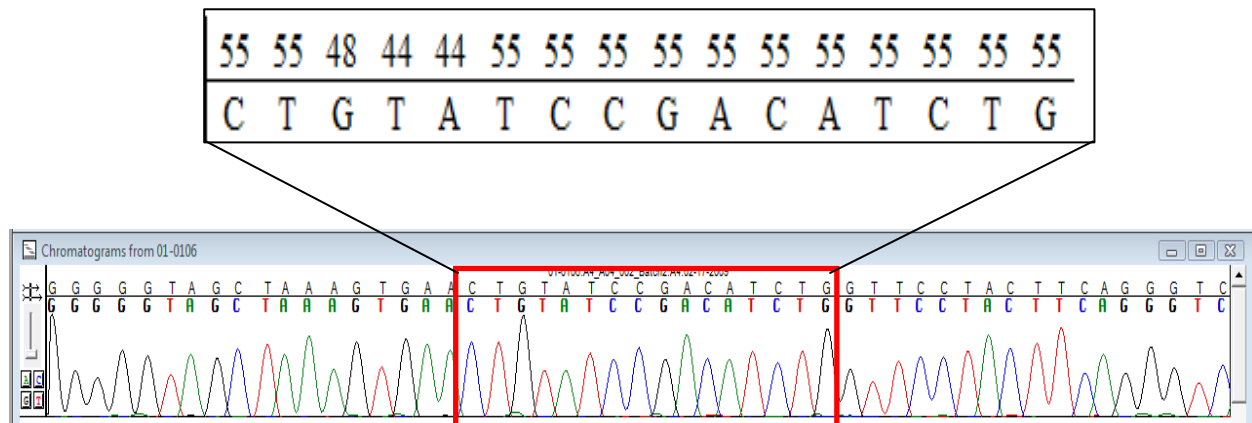 55 55 48 44 44 55 55 55 55 55 55 55 55 55 55 55
C T G T A T C C G A C A T C T G
Chromatograms from 01-0106
G G G G G T A G C T A A A G T G A A C T G T A T C C G A C A T C T G G T T C C T A C T T C A G G G T C
G G G G G T A G C T A A A G T G A A C T G T A T C C G A C A T C T G G T T C C T A C T T C A G G G T C
A C
G T